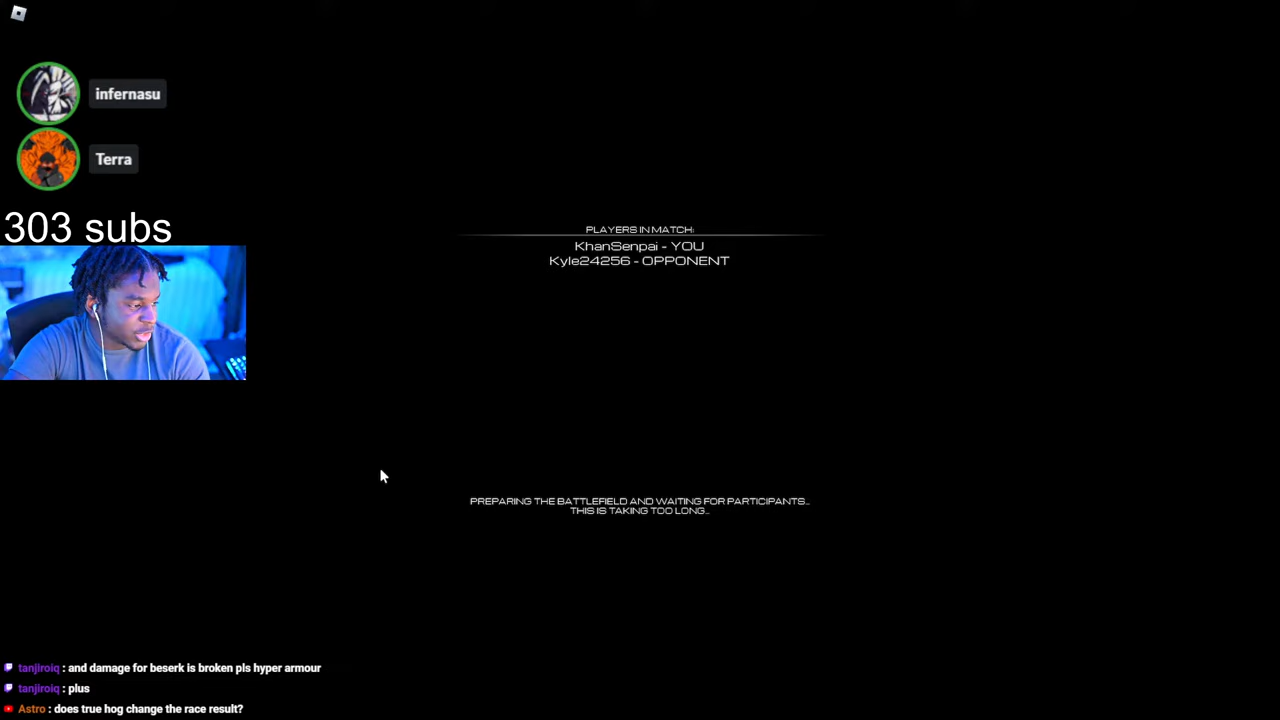 infernasu
Terra
303 subs
PLAYERS IN MATCH:
KhanSenpai - YOU
Kyle24256 - OPPONENT
PREPARING THE BATTLEFIELD AND WAITING FOR PARTICIPANTS...
THIS IS TAKING TOO LONG...
tanjiroiq : and damage for beserk is broken pls hyper armour
tanjiroiq : plus
Astro : does true hog change the race result?